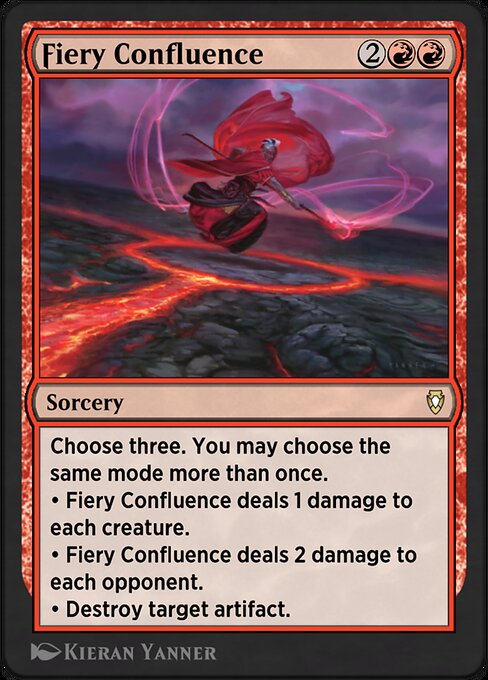 Fiery Confluence 2
Sorcery
Choose three. You may choose the
same mode more than once.
• Fiery Confluence deals 1 damage to
each creature.
• Fiery Confluence deals 2 damage to
each opponent.
• Destroy target artifact.
Kieran Yanner